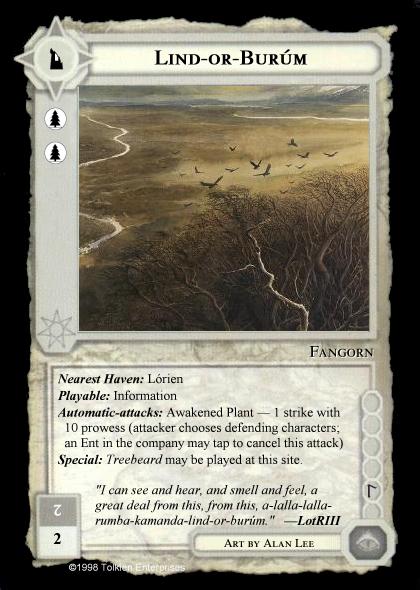 LIND-OR-BURÚM
FANGORN
Nearest Haven: Lórien
Playable: Information
Automatic-attacks: Awakened Plant — 1 strike with
10 prowess (attacker chooses defending characters;
an Ent in the company may tap to cancel this attack)
Special: Treebeard may be played at this site.
"I can see and hear, and smell and feel, a
great deal from this, from this, a-lalla-lalla-
rumba-kamanda-lind-or-burúm." —LotRIII
2
2
ART BY ALAN LEE
©1998 Tolkien Enterprises